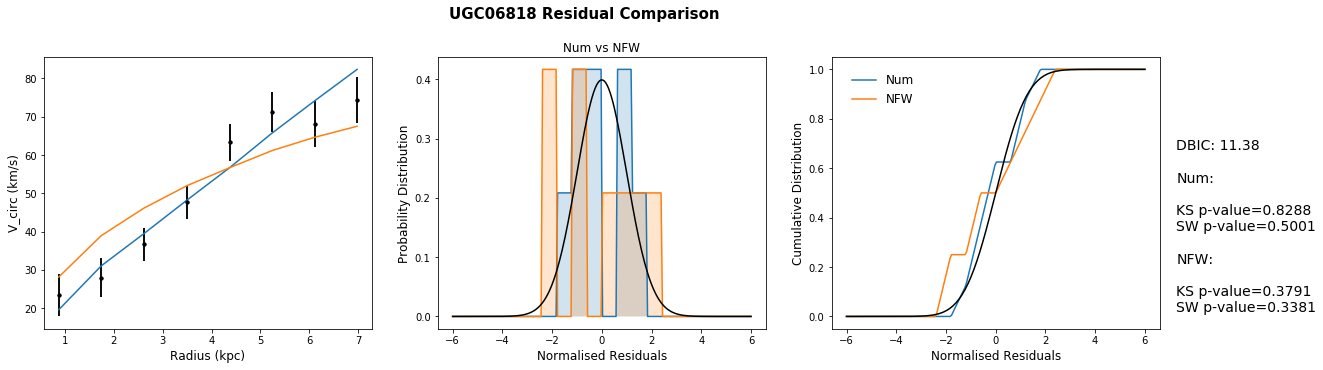 UGC06818 Residual Comparison
V_circ (km/s)
80
70
60
50
40
30
20
1 2 3 4 5 6 7
Radius (kpc)
Num vs NFW
Probability Distribution
0.4
0.3
0.2
0.1
0.0
−6 −4 −2 0 2 4 6
Normalised Residuals
Cumulative Distribution
1.0
0.8
0.6
0.4
0.2
0.0
−6 −4 −2 0 2 4 6
Normalised Residuals
Num
NFW
DBIC: 11.38
Num:
KS p-value=0.8288
SW p-value=0.5001
NFW:
KS p-value=0.3791
SW p-value=0.3381